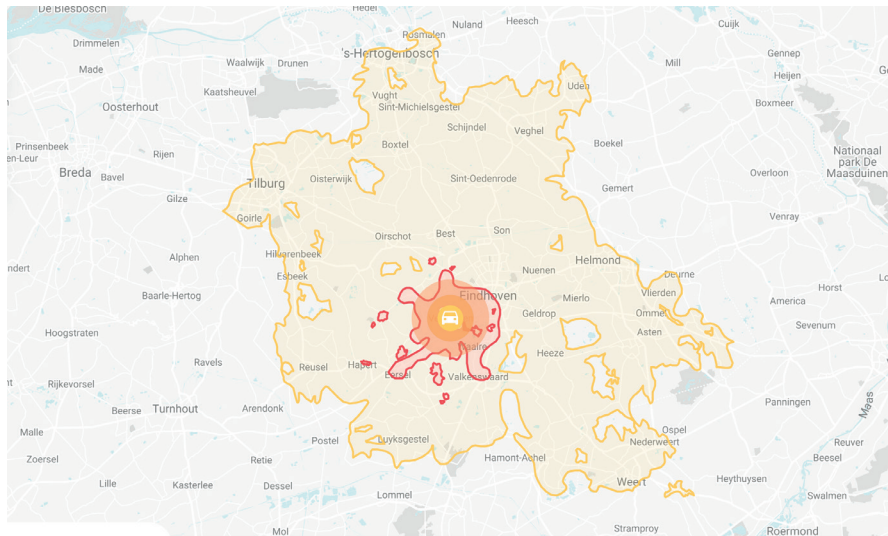 De Biesbosch
Hedel
Nuland
Heesch
Cuijk
Rosmalen
Drimmelen
's-Hertogenbosch
Made
Waalwijk
Drunen
Mill
Gennep
Heijen
Kaatsheuvel
Vught
Uden
Oosterhout
Sint-Michielsgestel
Boxmeer
Schijndel
Veghel
Prinsenbeek
Boxtel
Boekel
Nationaal
park De
Maasduinen
en-Leur
Rijen
Breda
Bavel
Tilburg
Oisterwijk
Sint-Oedenrode
Gemert
Overloon
Gilze
Goirle
Venray
Oirschot
Best
Son
Alphen
Hilvarenbeek
Helmond
Esbeek
Nuenen
Deurne
Horst
Baarle-Hertog
Eindhoven
Mierlo
Vlierden
America
Geldrop
Ommel
Sevenum
Hoogstraten
Asten
Heeze
Ravels
Reusel
Hapert
Eersel
Valkenswaard
Rijkevorsel
Beerse
Turnhout
Arendonk
Panningen
Maas
Malle
Postel
Luyksgestel
Ospel
Nederweert
Reuver
Zoersel
Retie
Hamont-Achel
Beesel
Lille
Kasterlee
Dessel
Weert
Heythuysen
Lommel
Swalmen
Mol
Stramproy
Roermond